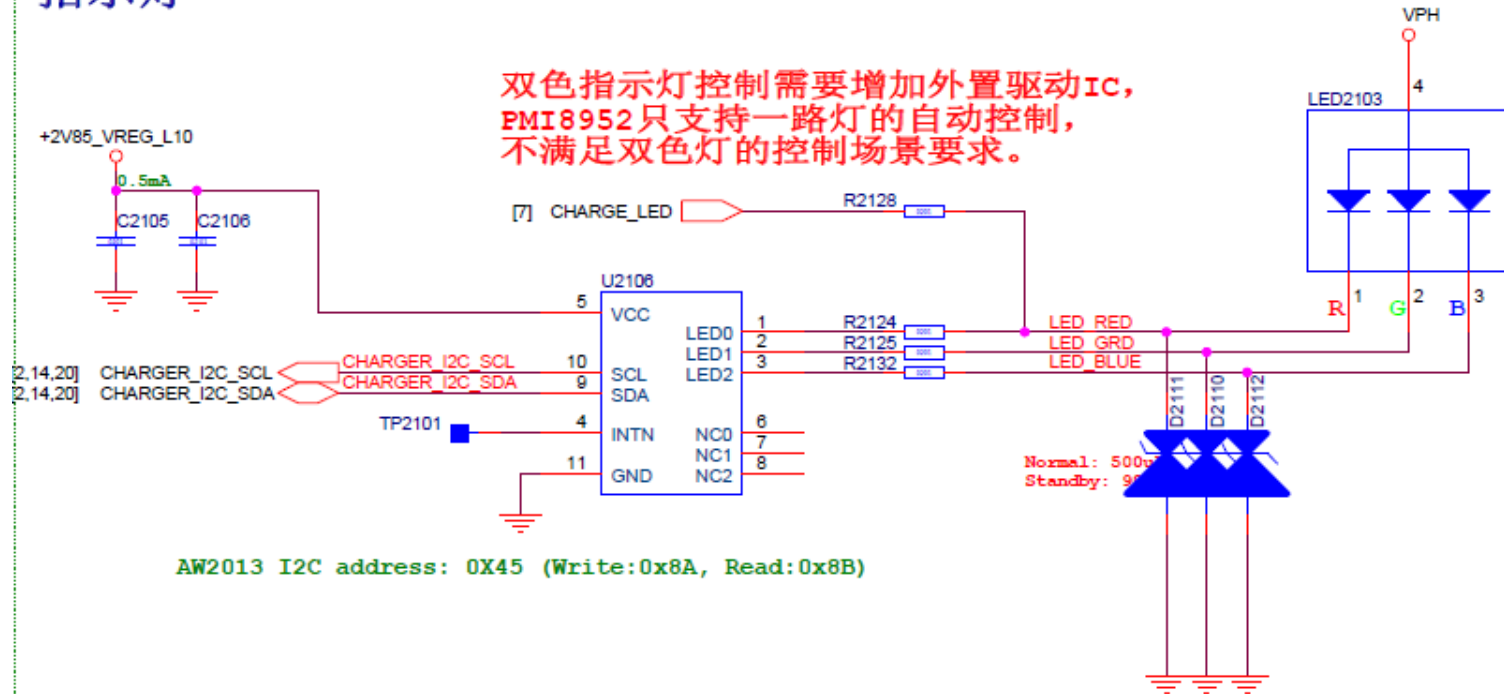 指示灯
VPH
双色指示灯控制需要增加外置驱动IC，
PMI8952只支持一路灯的自动控制，
不满足双色灯的控制场景要求。
4
LED2103
+2V85_VREG_L10
0.5mA
C2105
C2106
[7] CHARGE_LED
R2128
U2106
5
VCC
R
1
G
2
B
3
LED0
1
R2124
LED_RED
LED1
2
R2125
LED_GRD
LED2
3
R2132
LED_BLUE
2,14,20]
CHARGER_I2C_SCL
CHARGER_I2C_SCL
10
SCL
2,14,20]
CHARGER_I2C_SDA
CHARGER_I2C_SDA
9
SDA
D2111
D2110
D2112
TP2101
4
INTN
NC0
6
NC1
7
11
GND
NC2
8
Normal: 500u
Standby:
AW2013 I2C address: 0X45 (Write:0x8A, Read:0x8B)